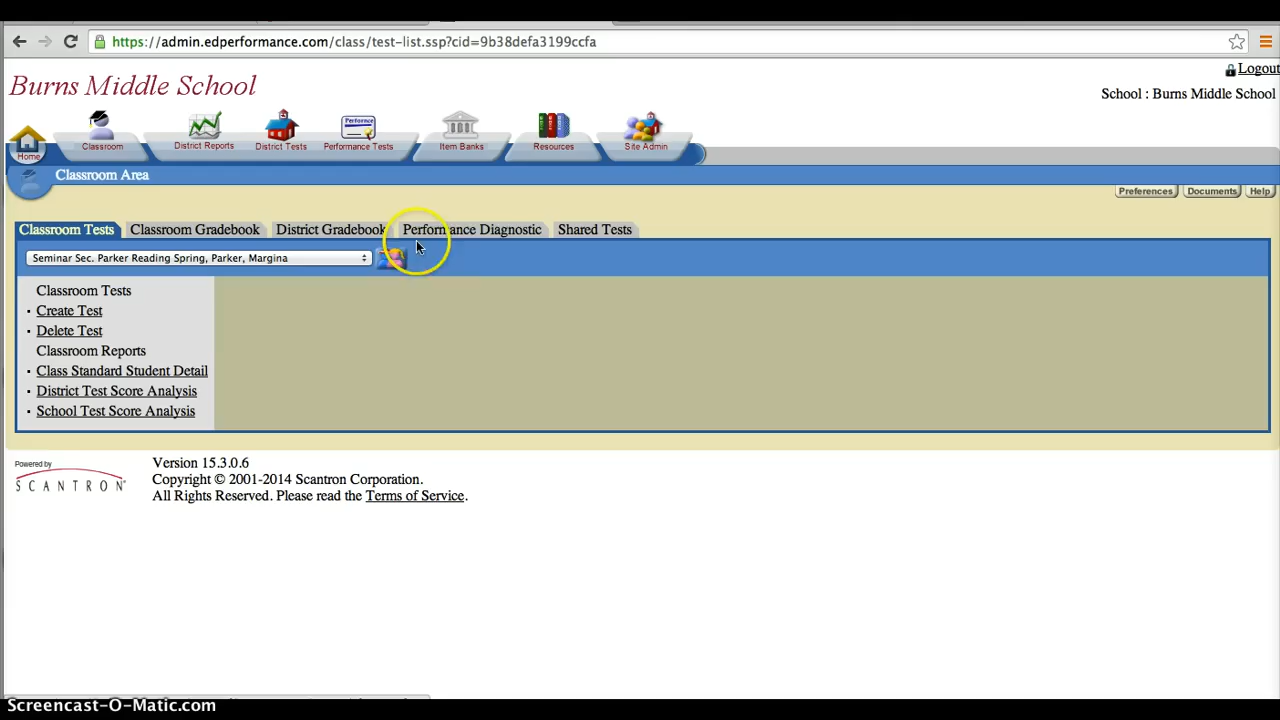 https://admin.edperformance.com/class/test-list.ssp?cid=9b38defa3199ccfa
Logout
Burns Middle School
School : Burns Middle School
Home
Classroom
District Reports
District Tests
Performance
Performance Tests
Item Banks
Resources
Site Admin
Classroom Area
Preferences
Documents
Help
Classroom Tests
Classroom Gradebook
District Gradebook
Performance Diagnostic
Shared Tests
Seminar Sec. Parker Reading Spring, Parker, Margina
Classroom Tests
Create Test
Delete Test
Classroom Reports
Class Standard Student Detail
District Test Score Analysis
School Test Score Analysis
Powered by
SCANTRON
Version 15.3.0.6
Copyright © 2001-2014 Scantron Corporation.
All Rights Reserved. Please read the Terms of Service.
Screencast-O-Matic.com